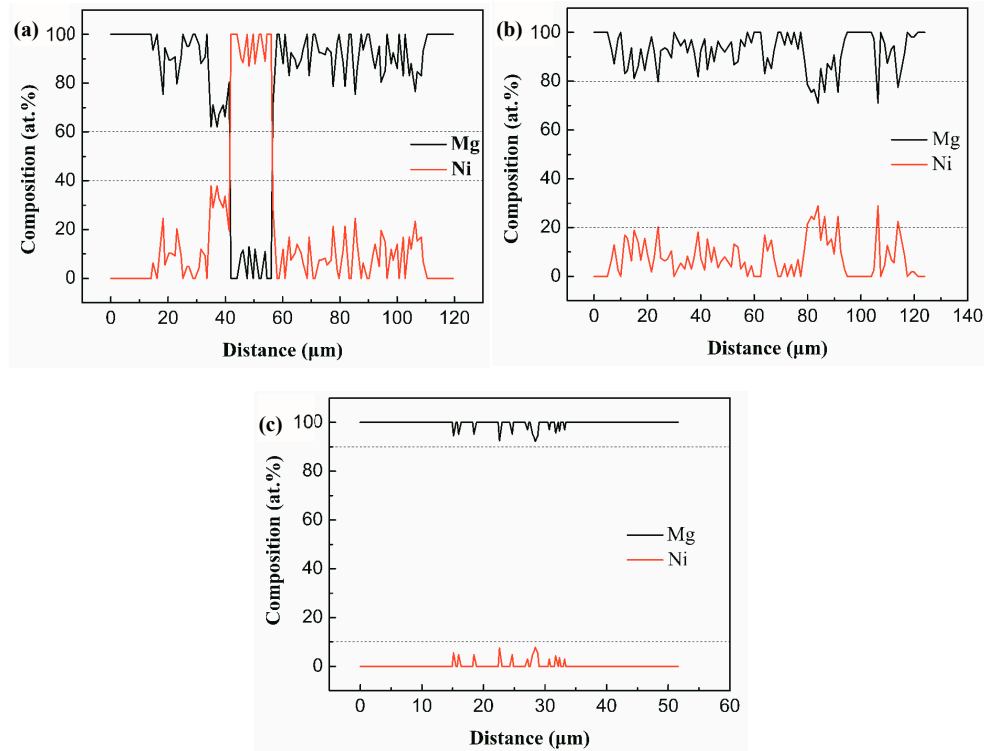 (a)
100
80
60
40
20
0
Composition (at.%)
Mg
Ni
0 20 40 60 80 100 120
Distance (μm)
(b)
100
80
60
40
20
0
Composition (at.%)
Mg
Ni
0 20 40 60 80 100 120 140
Distance (μm)
(c)
100
80
60
40
20
0
Composition (at.%)
Mg
Ni
0 10 20 30 40 50 60
Distance (μm)